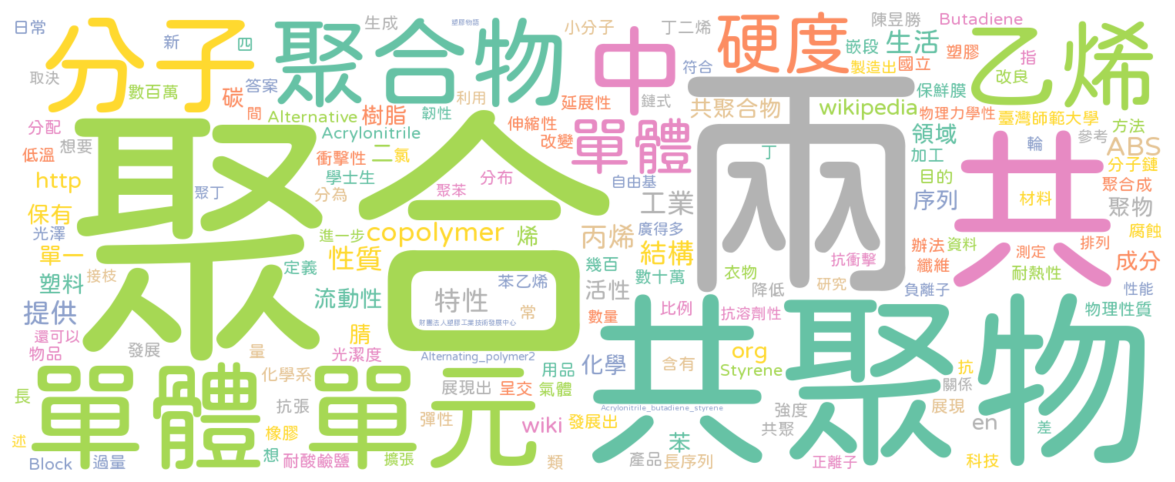 日常
分子
新
四
聚合物
生成
塑膠物語
小分子
丁二烯
中
硬度
陳昱勝
Butadiene
嵌段
生活
塑膠
指
乙烯
取決
數百萬
碳
答案
間
Alternative
樹脂
韌性
利用
延展性
鏈式
符合
製造出
國立
改良
保鮮膜
共聚合物
wikipedia
物理力學性
臺灣師範大學
方法
分配
想要
低溫
聚合
Acrylonitrile
伸縮性
改變
單體
兩
丁
領域
輪
參考
ABS
衝擊性
二
氯
加工
共
分子鏈
http
學士生
聚苯
分布
自由基
目的
聚合成
保有
聚丁
分為
工業
序列
材料
聚物
光澤
進一步
copolymer
烯
丙烯
廣得多
腐蝕
單一
性質
結構
辦法
資料
測定
排列
塑料
接枝
定義
苯乙烯
幾百
數十萬
衣物
抗衝擊
纖維
耐熱性
成分
提供
流動性
特性
活性
降低
研究
負離子
性能
常
財團法人塑膠工業技術發展中心
數量
比例
抗溶劑性
共聚物
物理性質
還可以
腈
物品
發展
量
光潔度
Alternating_polymer2
化學
含有
org
抗
單體單元
化學系
展現出
呈交
用品
氣體
Styrene
關係
長
抗張
彈性
wiki
發展出
Acrylonitrile_butadiene_styrene
強度
展現
述
橡膠
苯
共聚
en
差
Block
過量
想
耐酸鹼鹽
擴張
類
產品
長序列
正離子
科技